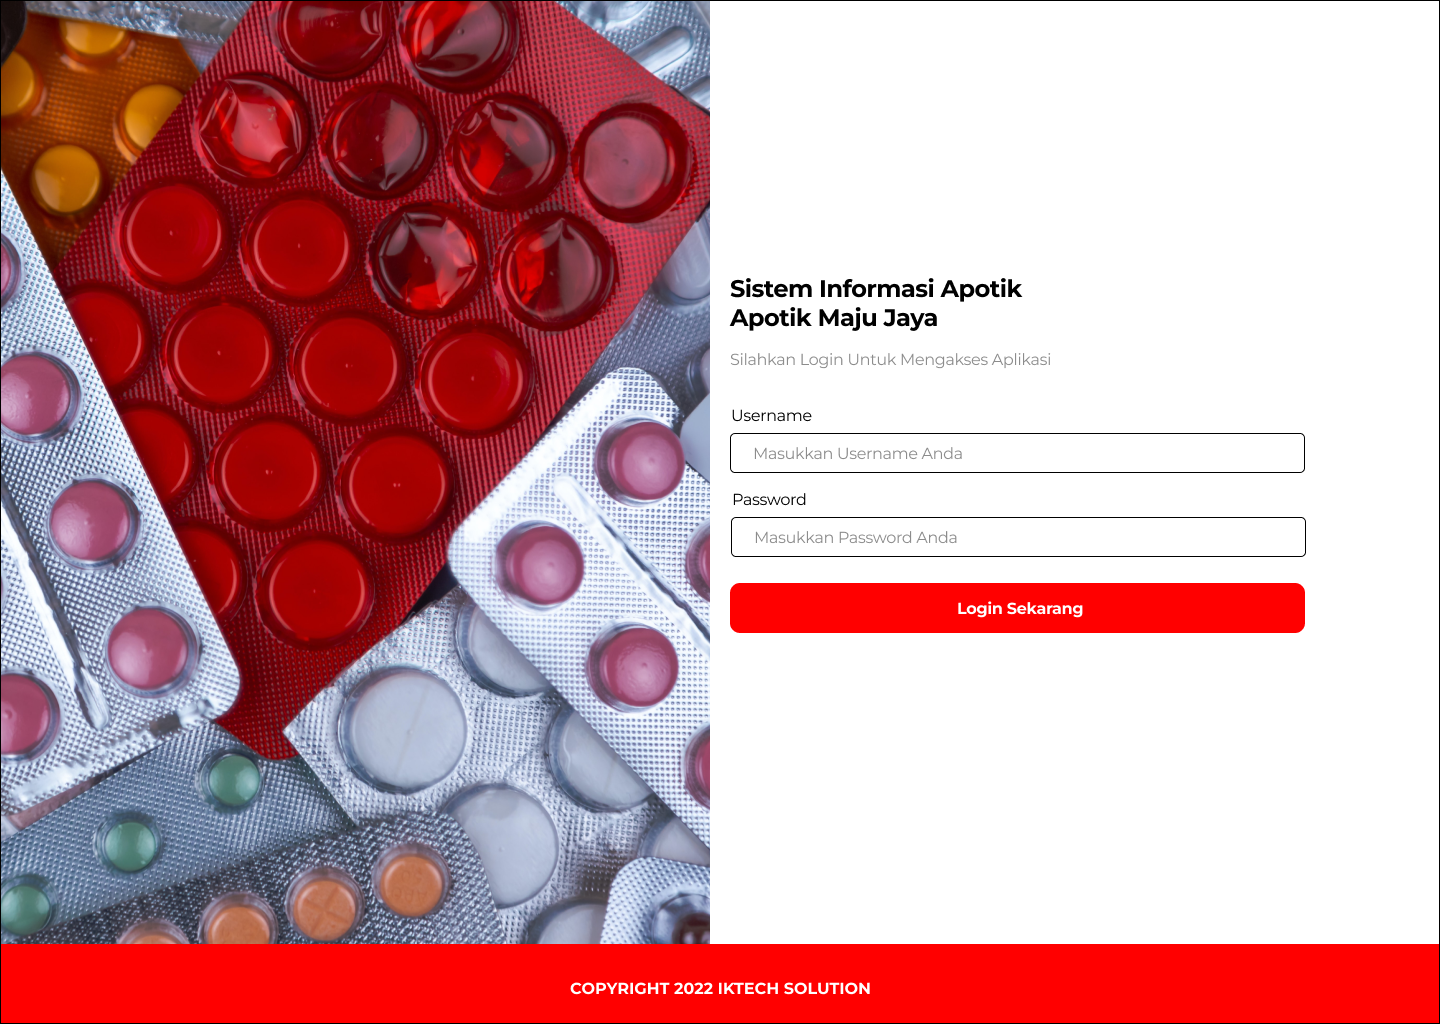 Sistem Informasi Apotik
Apotik Maju Jaya
Silahkan Login Untuk Mengakses Aplikasi
Username
Masukkan Username Anda
Password
Masukkan Password Anda
Login Sekarang
COPYRIGHT 2022 IKTECH SOLUTION